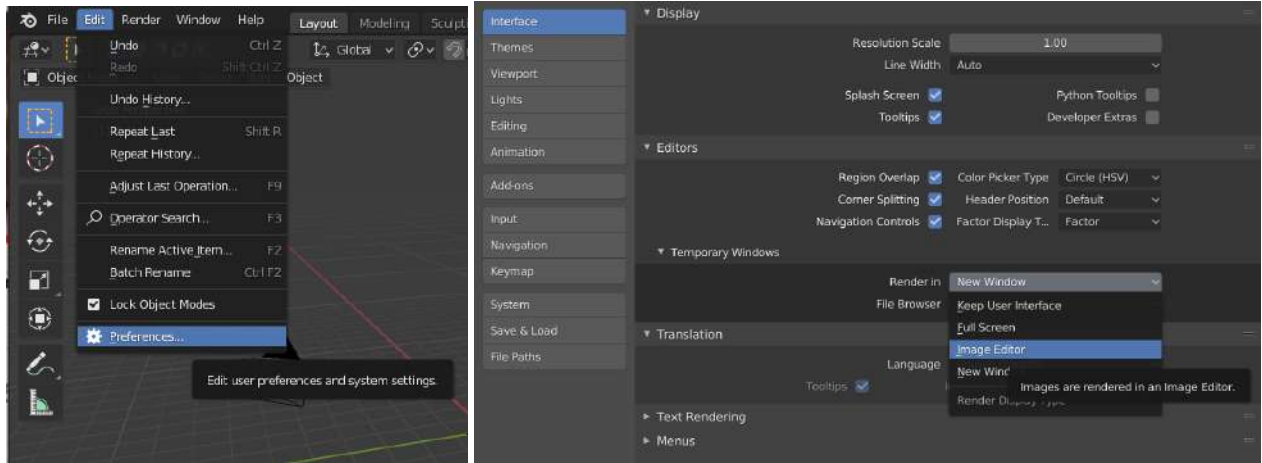 File Edit Render Window Help Layout Modeling Sculpt
Undo Ctrl Z
Global
Redo Shift Ctrl Z
Objec Object
Undo History...
Repeat Last Shift R
Repeat History...
Adjust Last Operation... F9
Operator Search... F3
Rename Active Item... F2
Batch Rename Ctrl F2
Lock Object Modes
Preferences...
Edit user preferences and system settings.
Interface
Themes
Viewport
Lights
Editing
Animation
Add-ons
Input
Navigation
Keymap
System
Save & Load
File Paths
Display
Resolution Scale 1.00
Line Width Auto
Splash Screen Python Tooltips
Tooltips Developer Extras
Editors
Region Overlap Color Picker Type Circle (HSV)
Corner Splitting Header Position Default
Navigation Controls Factor Display T... Factor
Temporary Windows
Render in New Window
File Browser Keep User Interface
Full Screen
Translation
Image Editor
Language
New Wind
Images are rendered in an Image Editor.
Tooltips
Render
Text Rendering
Menus